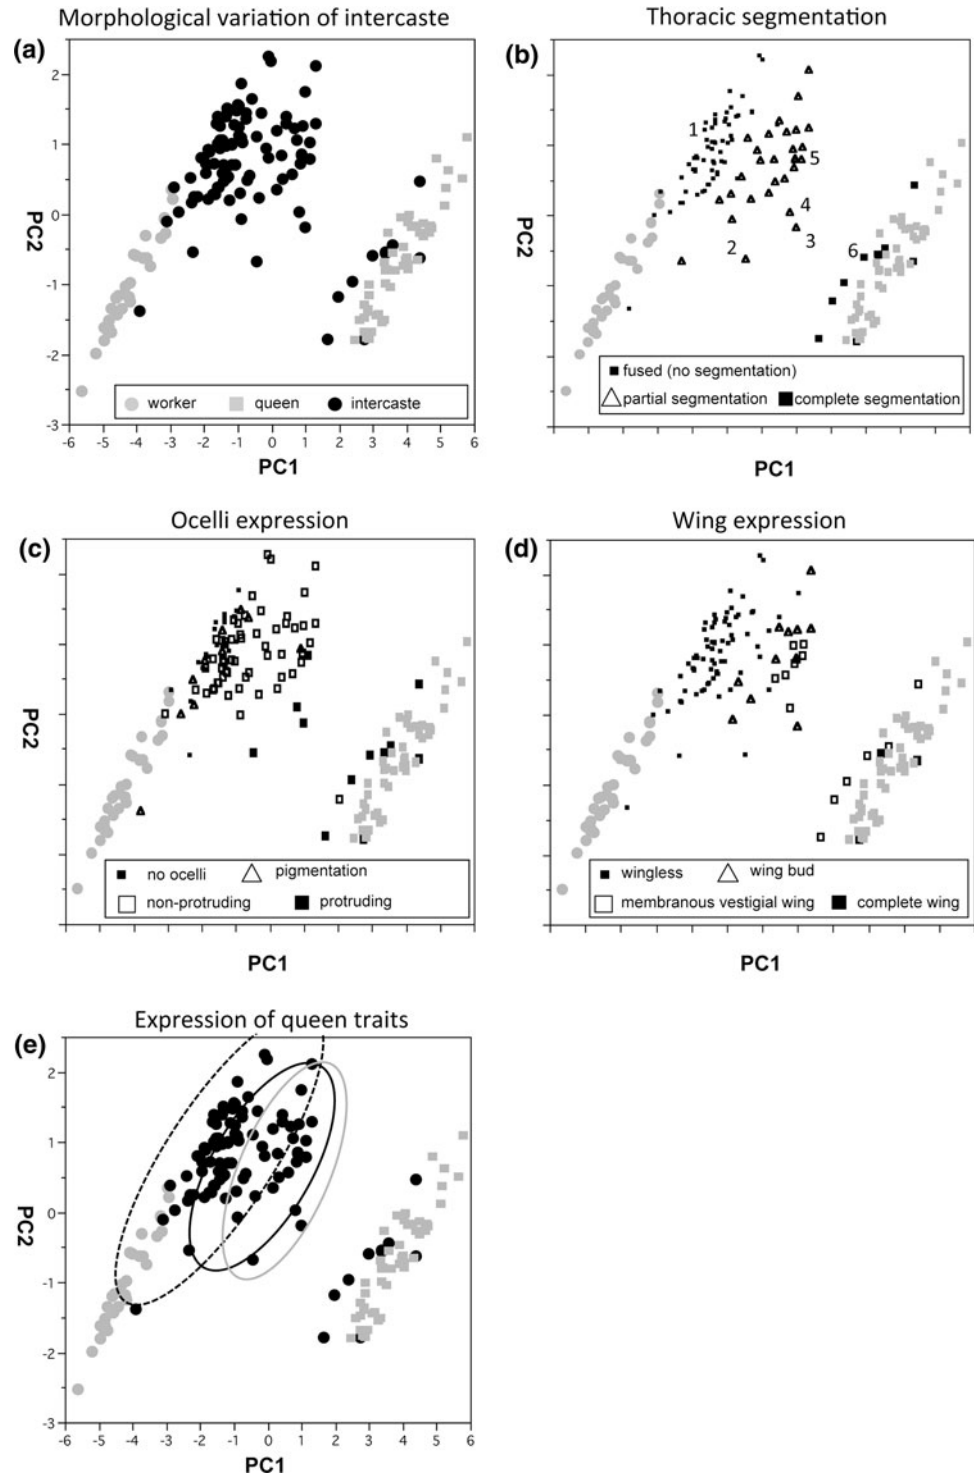 Morphological variation of intercaste
(a)
2
1
0
-1
-2
-3
PC2
worker queen intercaste
-6 -5 -4 -3 -2 -1 0 1 2 3 4 5 6
PC1
Thoracic segmentation
(b)
1
5
4
3
2
6
PC2
fused (no segmentation)
partial segmentation complete segmentation
PC1
Ocelli expression
(c)
PC2
no ocelli pigmentation
non-protruding protruding
PC1
Wing expression
(d)
PC2
wingless wing bud
membranous vestigial wing complete wing
PC1
Expression of queen traits
(e)
2
1
0
-1
-2
-3
PC2
-6 -5 -4 -3 -2 -1 0 1 2 3 4 5 6
PC1